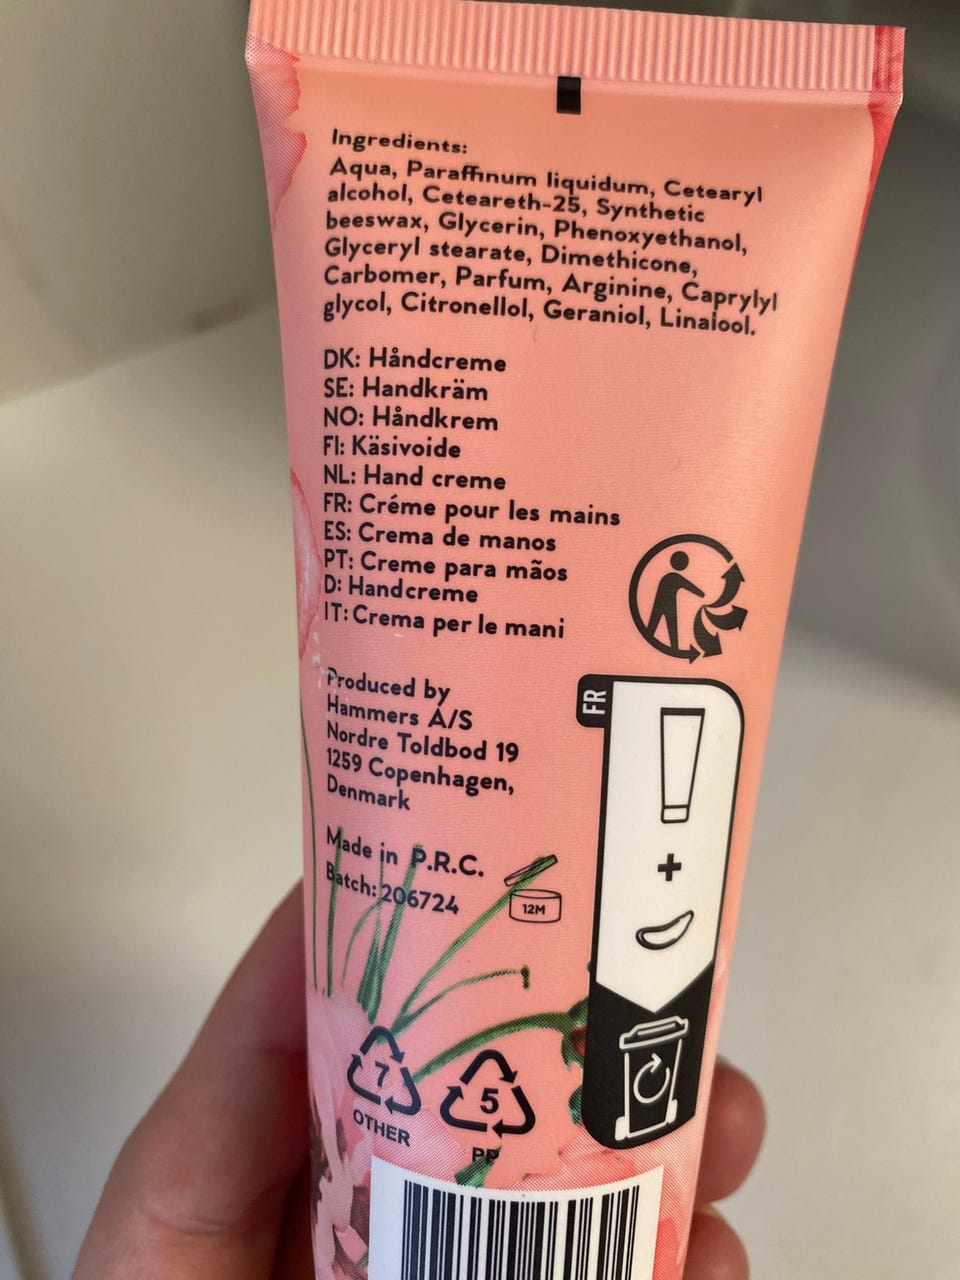 Ingredients:
Aqua, Paraffinum liquidum, Cetearyl
alcohol, Ceteareth-25, Synthetic
beeswax, Glycerin, Phenoxyethanol,
Glyceryl stearate, Dimethicone,
Carbomer, Parfum, Arginine, Caprylyl
glycol, Citronellol, Geraniol, Linalool.
DK: Håndcreme
SE: Handkräm
NO: Håndkrem
FI: Käsivoide
NL: Hand creme
FR: Créme pour les mains
ES: Crema de manos
PT: Creme para mãos
D: Handcreme
IT: Crema per le mani
Produced by
Hammers A/S
Nordre Toldbod 19
1259 Copenhagen,
Denmark
Made in P.R.C.
Batch: 206724
12M
FR
+
7
OTHER
5
PP